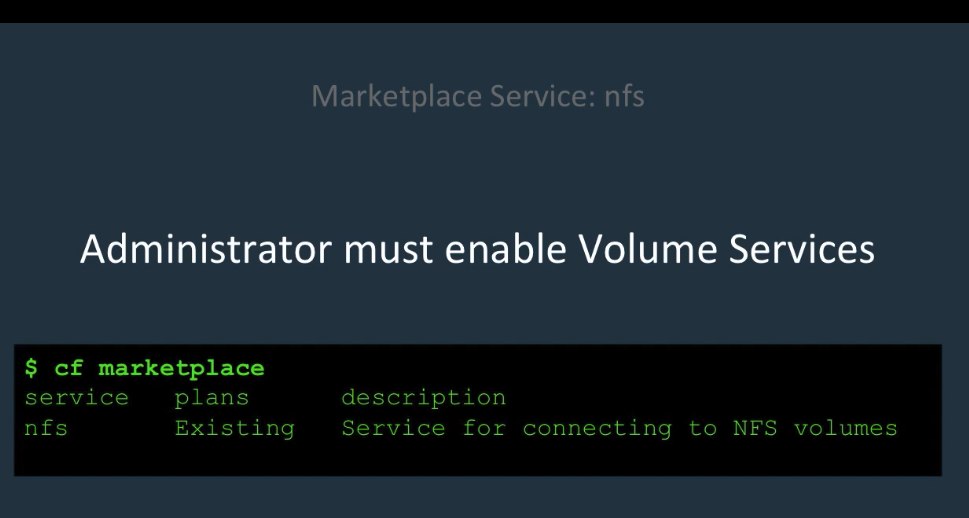 Marketplace Service: nfs
Administrator must enable Volume Services
$ cf marketplace
service plans description
nfs Existing Service for connecting to NFS volumes